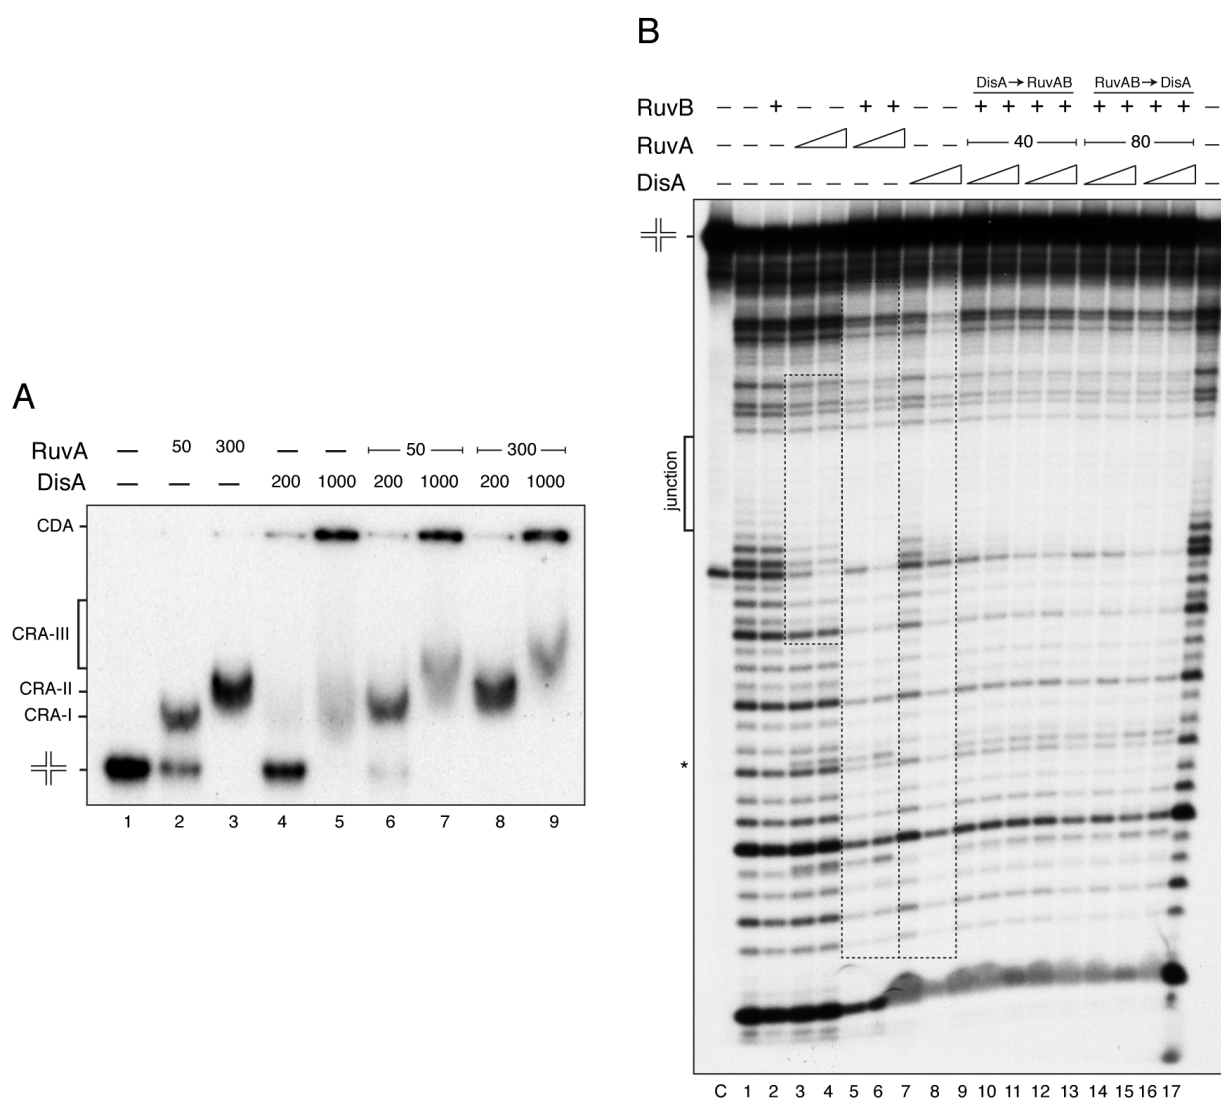 A
RuvA — 50 300 — — 50 300
DisA — — — 200 1000 200 1000 200 1000
CDA
CRA-III
CRA-II
CRA-I
1 2 3 4 5 6 7 8 9
B
DisA→RuvAB RuvAB→DisA
RuvB — — + — — + + — — + + + + + + + + —
RuvA — — — — — 40 80 —
DisA — — — — — — — —
junction
*
C 1 2 3 4 5 6 7 8 9 10 11 12 13 14 15 16 17